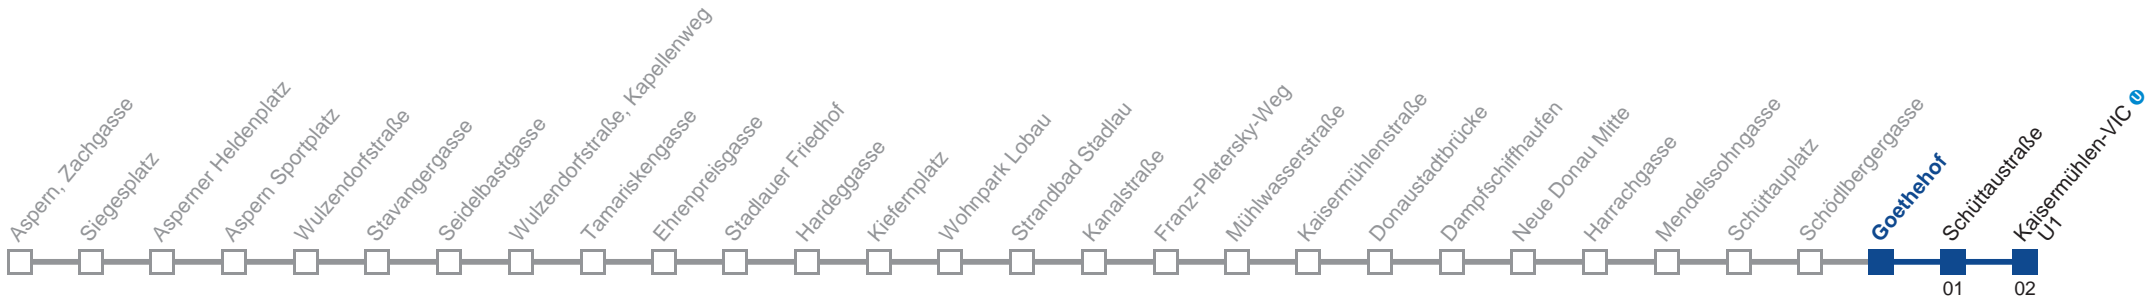 Aspern, Zachgasse
Siegesplatz
Asperner Heldenplatz
Aspern Sportplatz
Wulzendorfstraße
Stavangergasse
Seidelbastgasse
Wulzendorfstraße, Kapellenweg
Tamariskengasse
Ehrenpreisgasse
Stadlauer Friedhof
Hardeggasse
Kiefernplatz
Wohnpark Lobau
Strandbad Stadlau
Kanalstraße
Franz-Pletersky-Weg
Mühlwasserstraße
Kaisermühlenstraße
Donaustadtbrücke
Dampfschiffhaufen
Neue Donau Mitte
Harrachgasse
Mendelssohngasse
Schüttauplatz
Schödlbergergasse
Goethehof
Schüttaustraße
Kaisermühlen-VIC U
U1
01
02